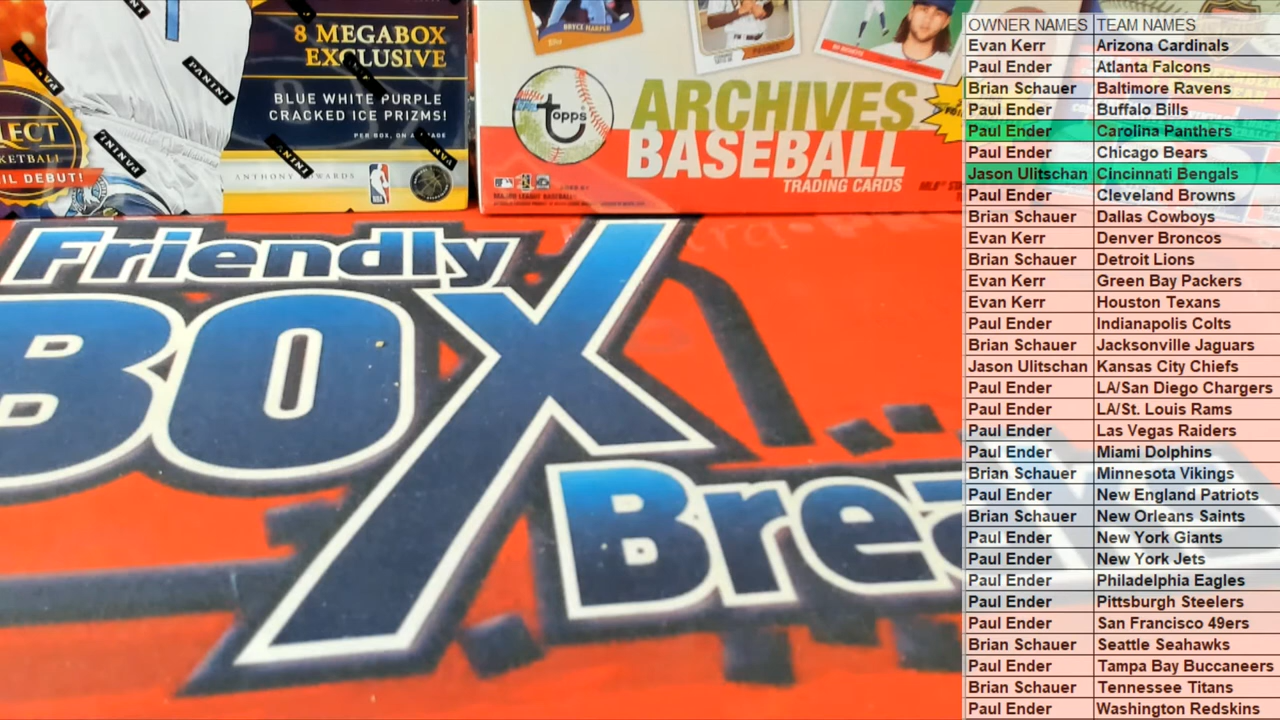 8 MEGABOX
EXCLUSIVE
BLUE WHITE PURPLE
CRACKED ICE PRIZMS!
PANINI
PANINI
PANINI
PANINI
topps
BRYCE HARPER
ARCHIVES
BASEBALL
TRADING CARDS
Friendly
BOX
OWNER NAMES TEAM NAMES
Evan Kerr Arizona Cardinals
Paul Ender Atlanta Falcons
Brian Schauer Baltimore Ravens
Paul Ender Buffalo Bills
Paul Ender Carolina Panthers
Paul Ender Chicago Bears
Jason Ulitschan Cincinnati Bengals
Paul Ender Cleveland Browns
Brian Schauer Dallas Cowboys
Evan Kerr Denver Broncos
Brian Schauer Detroit Lions
Evan Kerr Green Bay Packers
Evan Kerr Houston Texans
Paul Ender Indianapolis Colts
Brian Schauer Jacksonville Jaguars
Jason Ulitschan Kansas City Chiefs
Paul Ender LA/San Diego Chargers
Paul Ender LA/St. Louis Rams
Paul Ender Las Vegas Raiders
Paul Ender Miami Dolphins
Brian Schauer Minnesota Vikings
Paul Ender New England Patriots
Brian Schauer New Orleans Saints
Paul Ender New York Giants
Paul Ender New York Jets
Paul Ender Philadelphia Eagles
Paul Ender Pittsburgh Steelers
Paul Ender San Francisco 49ers
Brian Schauer Seattle Seahawks
Paul Ender Tampa Bay Buccaneers
Brian Schauer Tennessee Titans
Paul Ender Washington Redskins